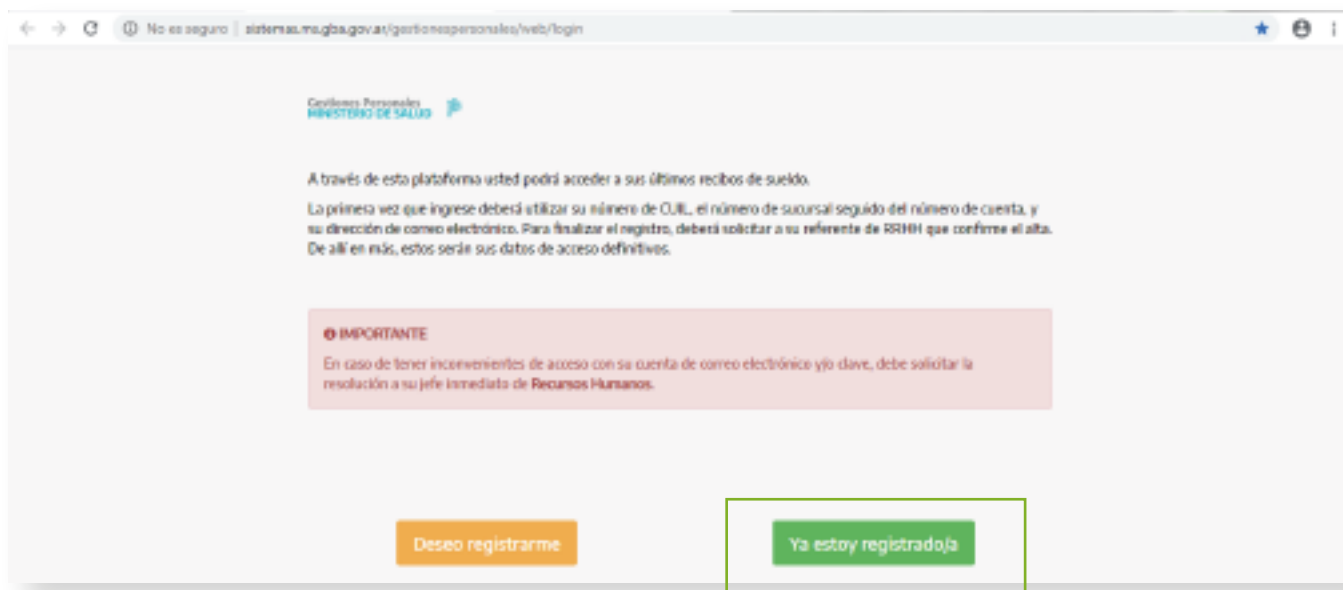 No es seguro | sistemas.ms.gba.gov.ar/gestionespersonales/web/login
Gestiones Personales
MINISTERIO DE SALUD
A través de esta plataforma usted podrá acceder a sus últimos recibos de sueldo.
La primera vez que ingrese deberá utilizar su número de CUIL, el número de sucursal seguido del número de cuenta, y
su dirección de correo electrónico. Para finalizar el registro, deberá solicitar a su referente de RRHH que confirme el alta.
De allí en más, estos serán sus datos de acceso definitivos.
IMPORTANTE
En caso de tener inconvenientes de acceso con su cuenta de correo electrónico y/o clave, debe solicitar la
resolución a su jefe inmediato de Recursos Humanos.
Deseo registrarme
Ya estoy registrado/a